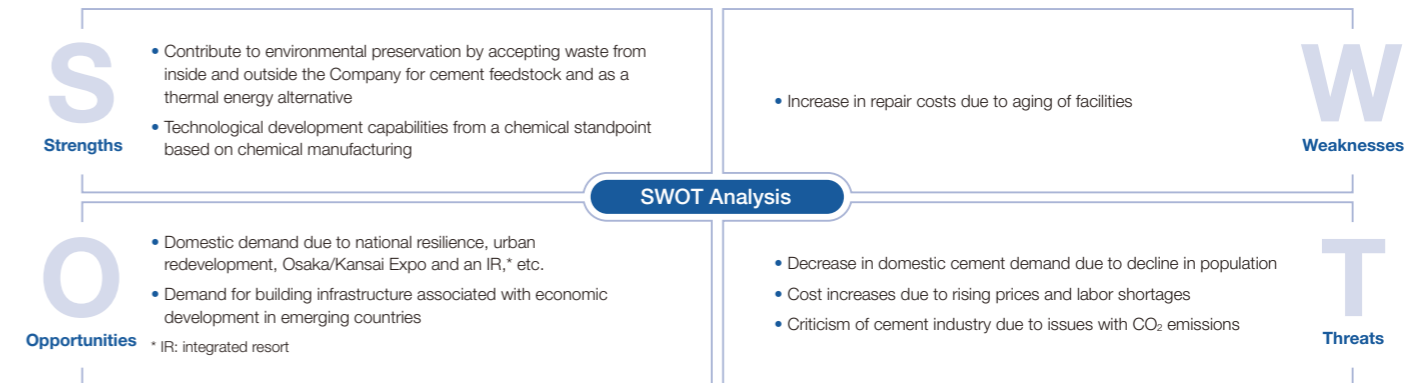 S
Strengths
• Contribute to environmental preservation by accepting waste from
inside and outside the Company for cement feedstock and as a
thermal energy alternative
• Technological development capabilities from a chemical standpoint
based on chemical manufacturing
• Increase in repair costs due to aging of facilities
W
Weaknesses
SWOT Analysis
O
Opportunities
• Domestic demand due to national resilience, urban
redevelopment, Osaka/Kansai Expo and an IR,* etc.
• Demand for building infrastructure associated with economic
development in emerging countries
* IR: integrated resort
• Decrease in domestic cement demand due to decline in population
• Cost increases due to rising prices and labor shortages
• Criticism of cement industry due to issues with CO₂ emissions
T
Threats